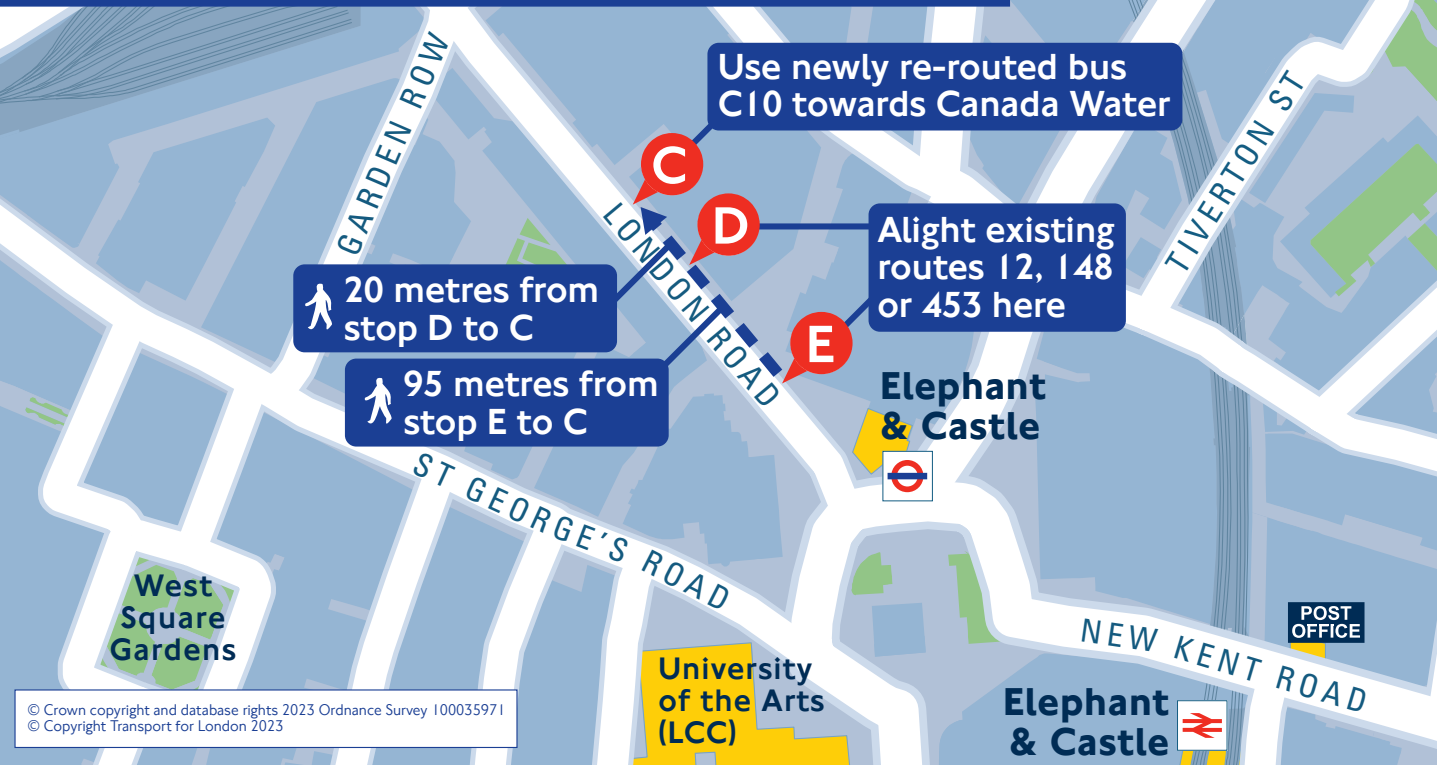 Use newly re-routed bus
C10 towards Canada Water
GARDEN ROW
TIVERTON ST
C
LONDON ROAD
D
Alight existing
routes 12, 148
or 453 here
20 metres from
stop D to C
E
95 metres from
stop E to C
Elephant
& Castle
ST GEORGE'S ROAD
West
Square
Gardens
POST
OFFICE
NEW KENT ROAD
University
of the Arts
(LCC)
Elephant
& Castle
© Crown copyright and database rights 2023 Ordnance Survey 100035971
© Copyright Transport for London 2023